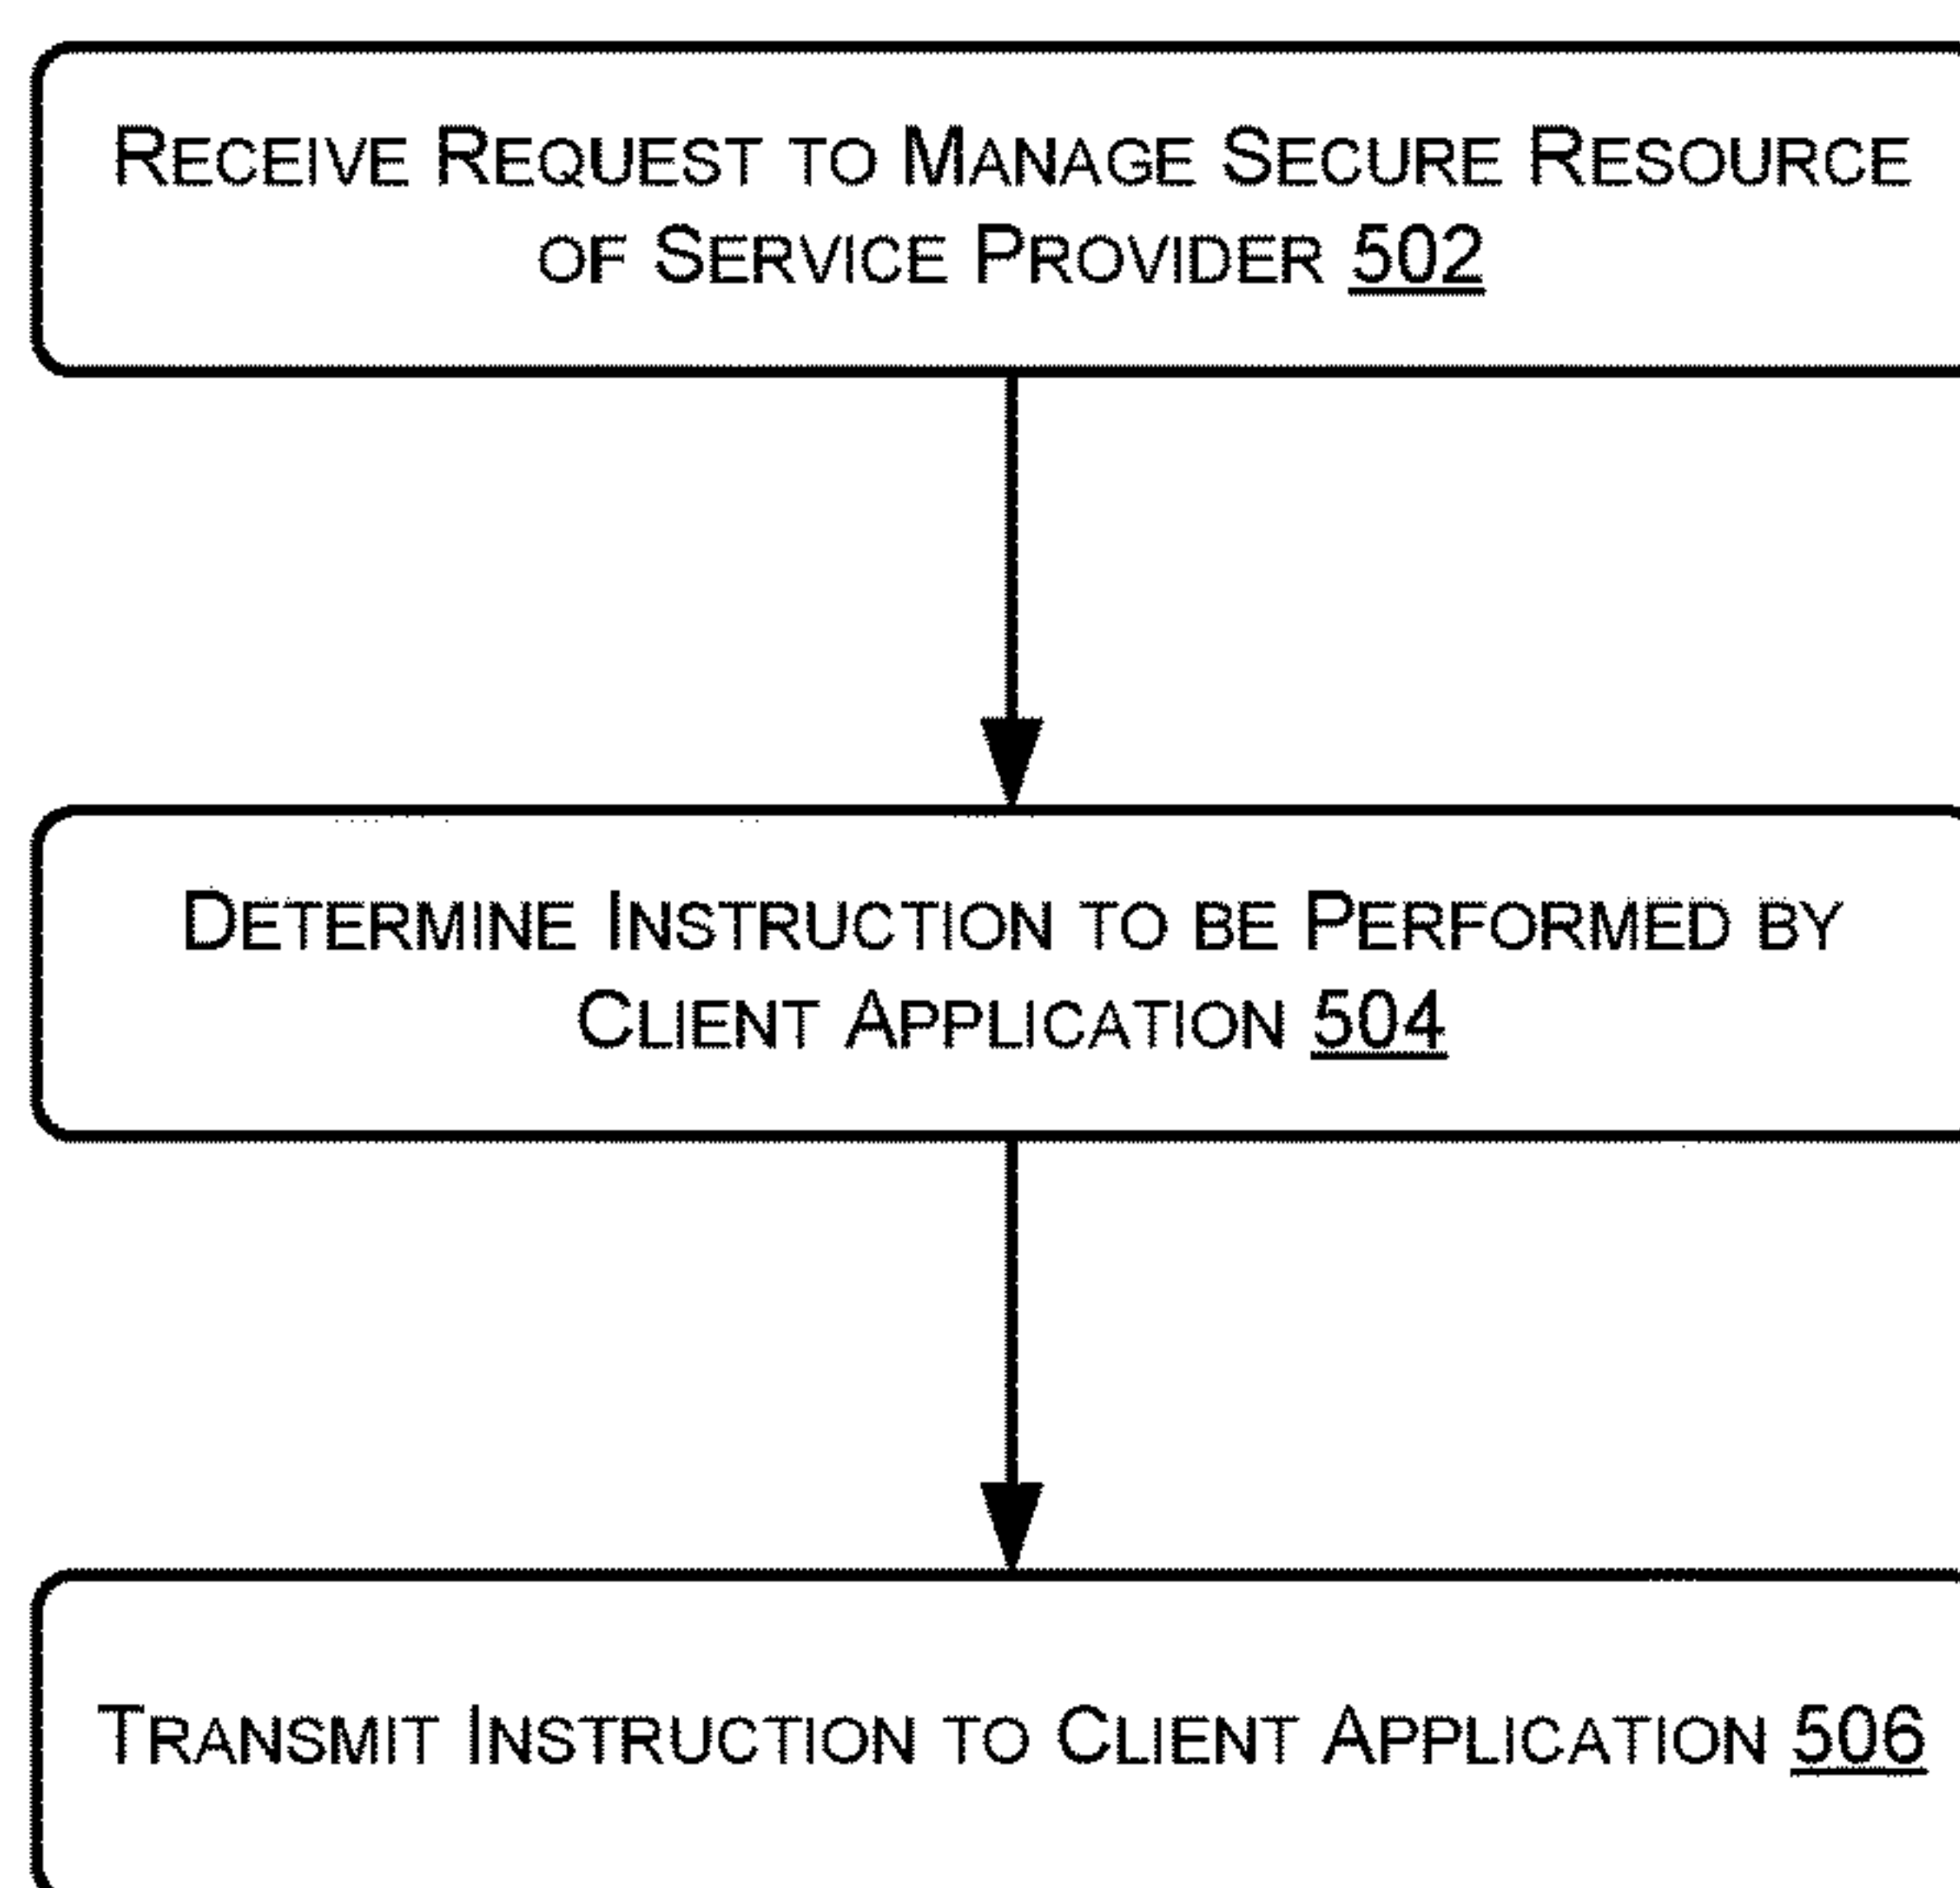 RECEIVE REQUEST TO MANAGE SECURE RESOURCE
OF SERVICE PROVIDER 502
DETERMINE INSTRUCTION TO BE PERFORMED BY
CLIENT APPLICATION 504
TRANSMIT INSTRUCTION TO CLIENT APPLICATION 506